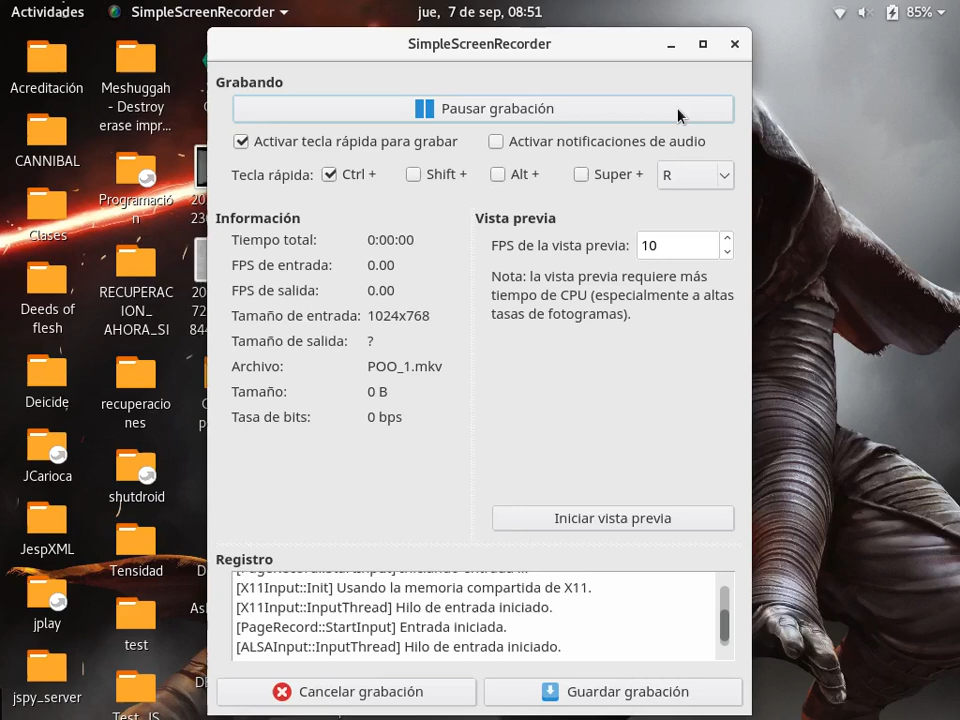 Actividades
SimpleScreenRecorder
jue, 7 de sep, 08:51
85%
SimpleScreenRecorder
Grabando
Pausar grabación
Activar tecla rápida para grabar
Activar notificaciones de audio
Tecla rápida:
Ctrl +
Shift +
Alt +
Super +
R
Información
Tiempo total: 0:00:00
FPS de entrada: 0.00
FPS de salida: 0.00
Tamaño de entrada: 1024x768
Tamaño de salida: ?
Archivo: POO_1.mkv
Tamaño: 0 B
Tasa de bits: 0 bps
Vista previa
FPS de la vista previa: 10
Nota: la vista previa requiere más
tiempo de CPU (especialmente a altas
tasas de fotogramas).
Iniciar vista previa
Registro
[X11Input::Init] Usando la memoria compartida de X11.
[X11Input::InputThread] Hilo de entrada iniciado.
[PageRecord::StartInput] Entrada iniciada.
[ALSAInput::InputThread] Hilo de entrada iniciado.
Cancelar grabación
Guardar grabación
Acreditación
CANNIBAL
Clases
Deeds of
flesh
Deicide
JCarioca
JespXML
jplay
jspy_server
Meshuggah
- Destroy
erase impr...
Programació
n
RECUPERAC
ION_
AHORA_SI
recuperacio
nes
shutdroid
Tensidad
test
Test_JS